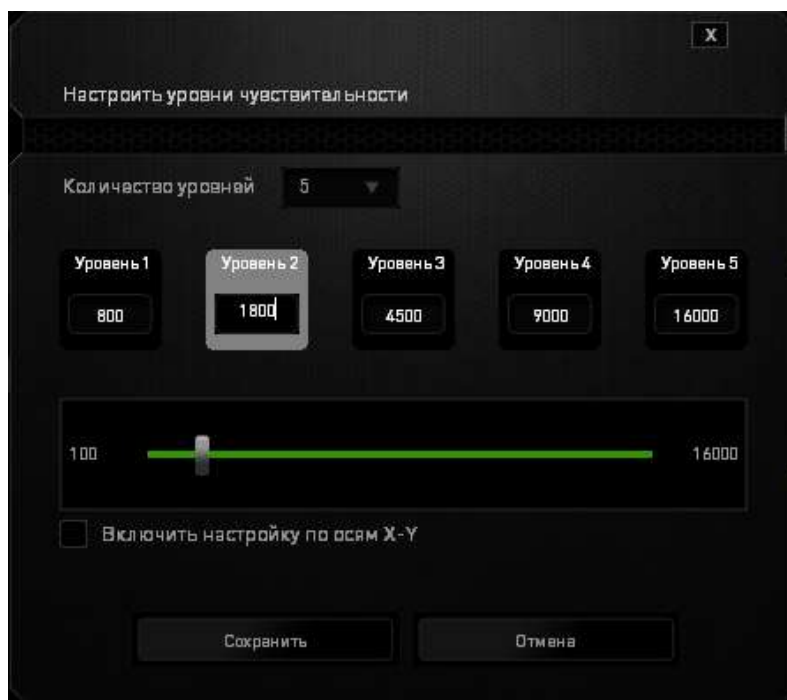 X
Настроить уровни чувствительности
Количество уровней 5
Уровень 1 Уровень 2 Уровень 3 Уровень 4 Уровень 5
800 1800 4500 9000 16000
100 16000
Включить настройку по осям X-Y
Сохранить Отмена